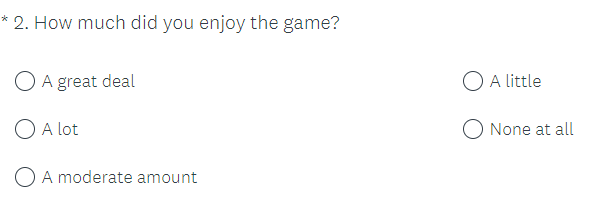 * 2. How much did you enjoy the game?
A great deal
A lot
A moderate amount
A little
None at all